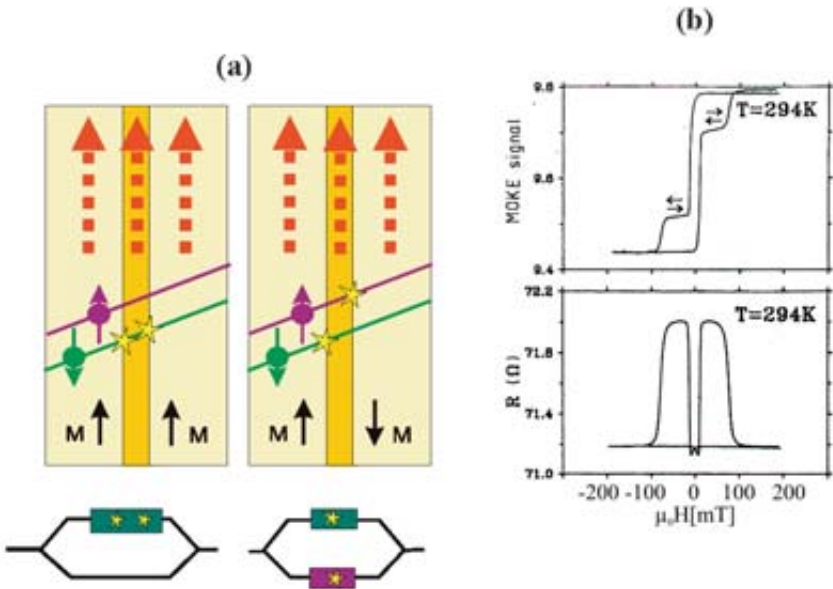 (a)
M M
M M
(b)
9.8
T=294K
MOKE signal
9.6
9.4
72.2
T=294K
71.8
R (Ω)
71.4
71.0
-200 -100 0 100 200
μ₀H[mT]